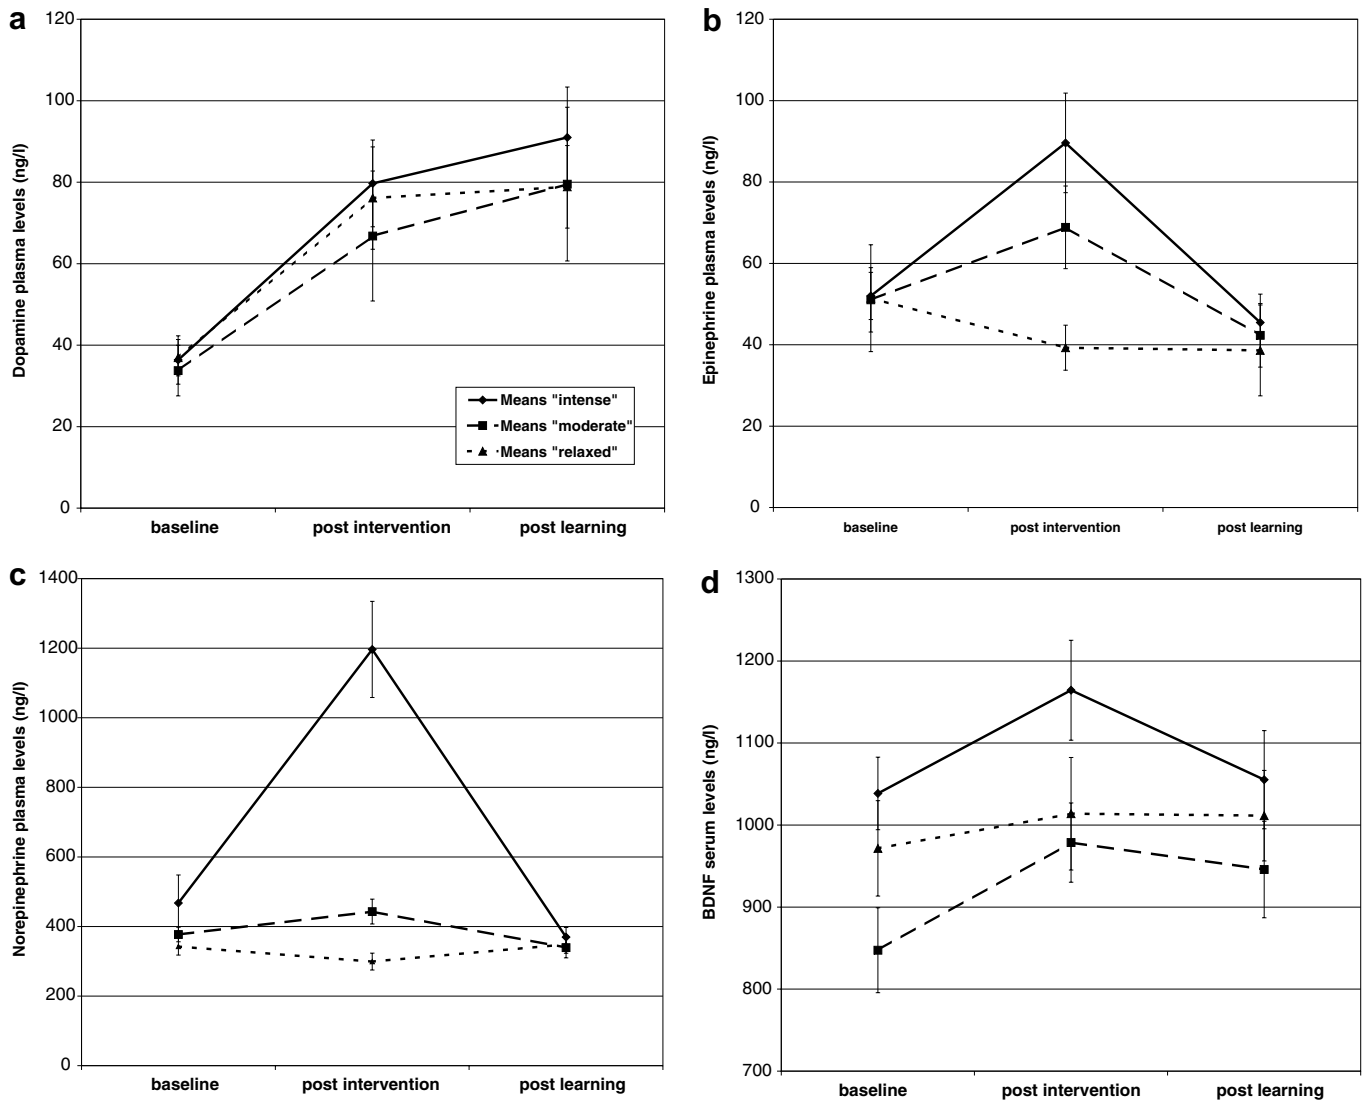 a
120
100
80
60
40
20
0
Dopamine plasma levels (ng/l)
Means "intense"
Means "moderate"
Means "relaxed"
baseline post intervention post learning
b
120
100
80
60
40
20
0
Epinephrine plasma levels (ng/l)
baseline post intervention post learning
c
1400
1200
1000
800
600
400
200
0
Norepinephrine plasma levels (ng/l)
baseline post intervention post learning
d
1300
1200
1100
1000
900
800
700
BDNF serum levels (ng/l)
baseline post intervention post learning